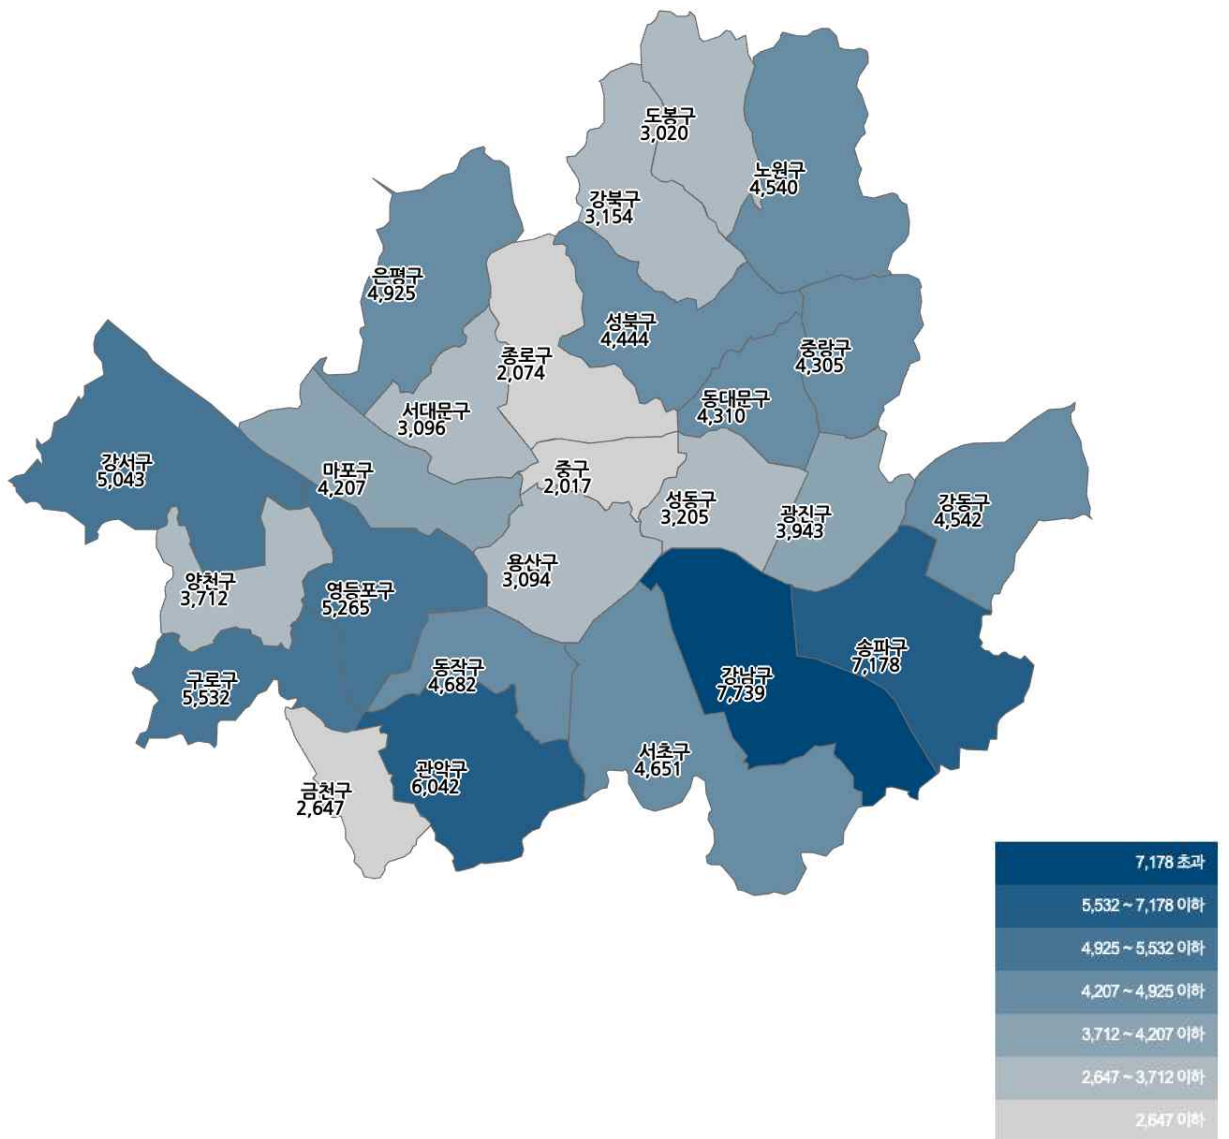 도봉구
3,020
노원구
4,540
강북구
3,154
은평구
4,925
성북구
4,444
중랑구
4,305
종로구
2,074
동대문구
4,310
서대문구
3,096
강서구
5,043
마포구
4,207
중구
2,017
성동구
3,205
광진구
3,943
강동구
4,542
용산구
3,094
양천구
3,712
영등포구
5,265
송파구
7,178
동작구
4,682
강남구
7,739
구로구
5,532
서초구
4,651
관악구
6,042
금천구
2,647
7,178 초과
5,532 ~ 7,178 이하
4,925 ~ 5,532 이하
4,207 ~ 4,925 이하
3,712 ~ 4,207 이하
2,647 ~ 3,712 이하
2,647 이하